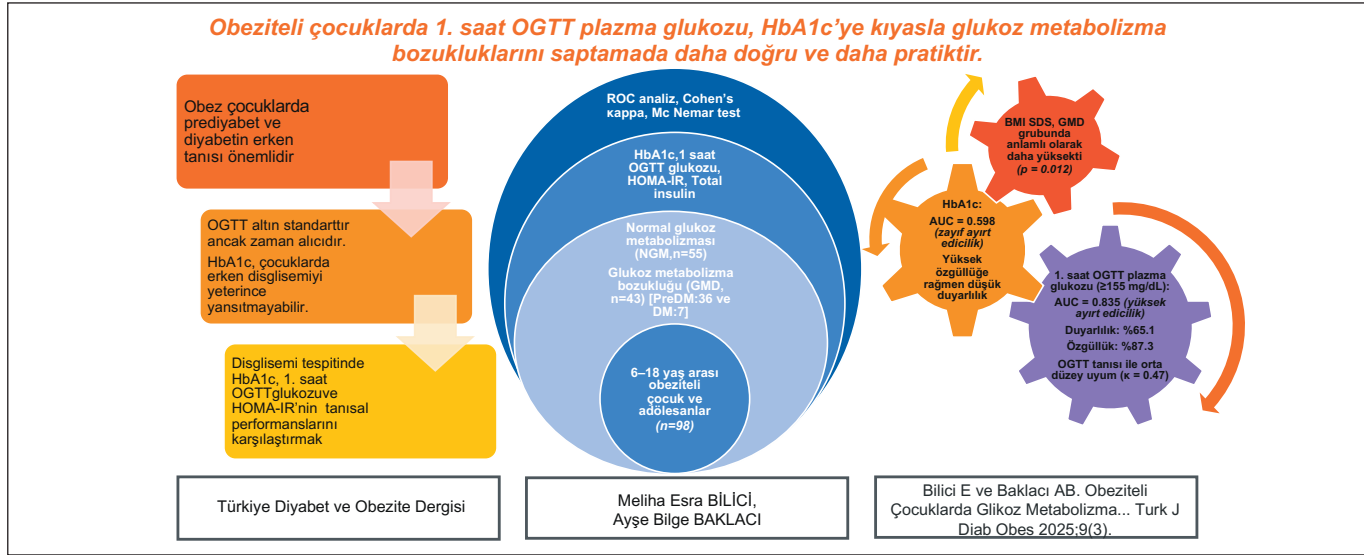 Obeziteli çocuklarda 1. saat OGTT plazma glukozu, HbA1c’ye kıyasla glukoz metabolizma
bozukluklarını saptamada daha doğru ve daha pratiktir.
Obez çocuklarda
prediyabet ve
diyabetin erken
tanısı önemlidir
OGTT altın standarttır
ancak zaman alıcıdır.
HbA1c, çocuklarda
erken disglisemiyi
yeterince
yansıtmayabilir.
Disglisemi tespitinde
HbA1c, 1. saat
OGTTglukozuve
HOMA-IR’nin tanısal
performanslarını
karşılaştırmak
ROC analiz, Cohen’s
κappa, Mc Nemar test
HbA1c,1 saat
OGTT glukozu,
HOMA-IR, Total
insulin
Normal glukoz
metabolizması
(NGM,n=55)
Glukoz metabolizma
bozukluğu (GMD,
n=43) [PreDM:36 ve
DM:7]
6–18 yaş arası
obeziteli
çocuk ve
adölesanlar
(n=98)
BMI SDS, GMD
grubunda
anlamlı olarak
daha yüksekti
(p = 0.012)
HbA1c:
AUC = 0.598
(zayıf ayırt
edicilik)
Yüksek
özgüllüğe
rağmen düşük
duyarlılık
1. saat OGTT plazma
glukozu (≥155 mg/dL):
AUC = 0.835 (yüksek
ayırt edicilik)
Duyarlılık: %65.1
Özgüllük: %87.3
OGTT tanısı ile orta
düzey uyum (κ = 0.47)
Türkiye Diyabet ve Obezite Dergisi
Meliha Esra BİLİCİ,
Ayşe Bilge BAKLACI
Bilici E ve Baklacı AB. Obeziteli
Çocuklarda Glikoz Metabolizma... Turk J
Diab Obes 2025;9(3).